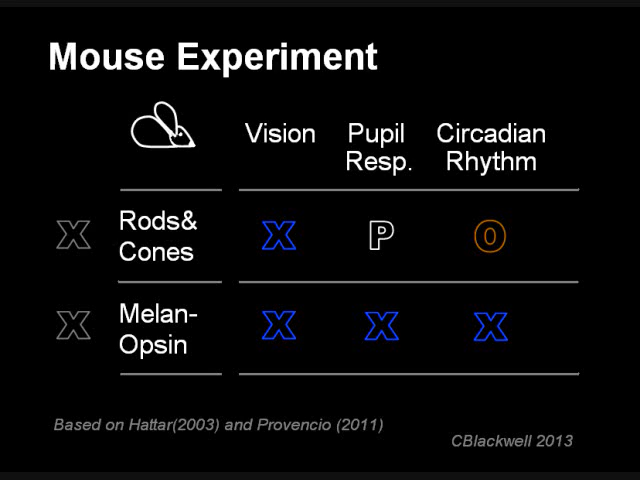 Mouse Experiment
Vision Pupil Circadian
Resp. Rhythm
Rods&
X X P O
Cones
Melan-
X X X X
Opsin
Based on Hattar(2003) and Provencio (2011)
CBlackwell 2013